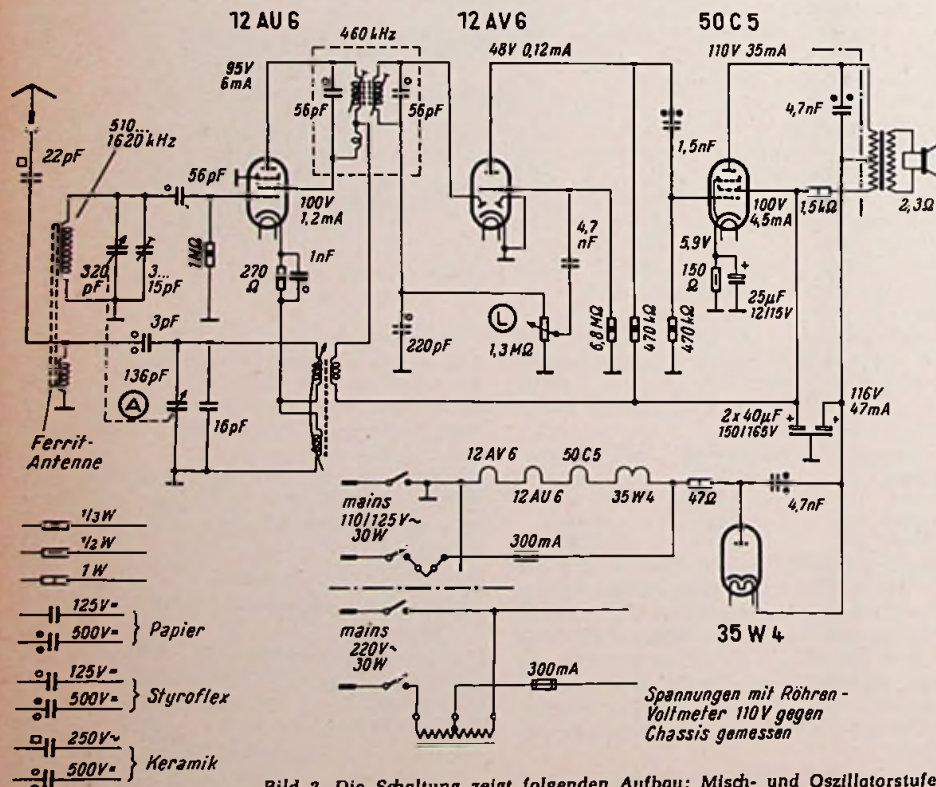 12 AU 6
12 AV 6
50 C 5
460 kHz
95V
6mA
48V 0,12mA
110V 35mA
510...
1620 kHz
22pF
56pF
56pF
56pF
1,5nF
4,7nF
100V
1,2mA
100V
4,5mA
1,5kΩ
2,3Ω
5,9V
4,7
nF
1nF
1MΩ
270
Ω
320
pF
3...
15pF
150
Ω
25µF
12/15V
+
3pF
220pF
L
1,3MΩ
6,8MΩ
470kΩ
470kΩ
136pF
A
16pF
Ferrit-
Antenne
2x40µF
150/165V
+
116V
47mA
12 AV 6
50 C 5
12 AU 6
35 W 4
47Ω
4,7nF
mains
110/125V~
30W
300mA
35 W 4
mains
220V~
30W
300mA
1/3W
1/2W
1W
125V=
500V=
Papier
125V=
500V=
Styroflex
250V~
500V=
Keramik
Spannungen mit Röhren-
Voltmeter 110V gegen
Chassis gemessen
Bild 2. Die Schaltung zeigt folgenden Aufbau: Misch- und Oszillatorstufe